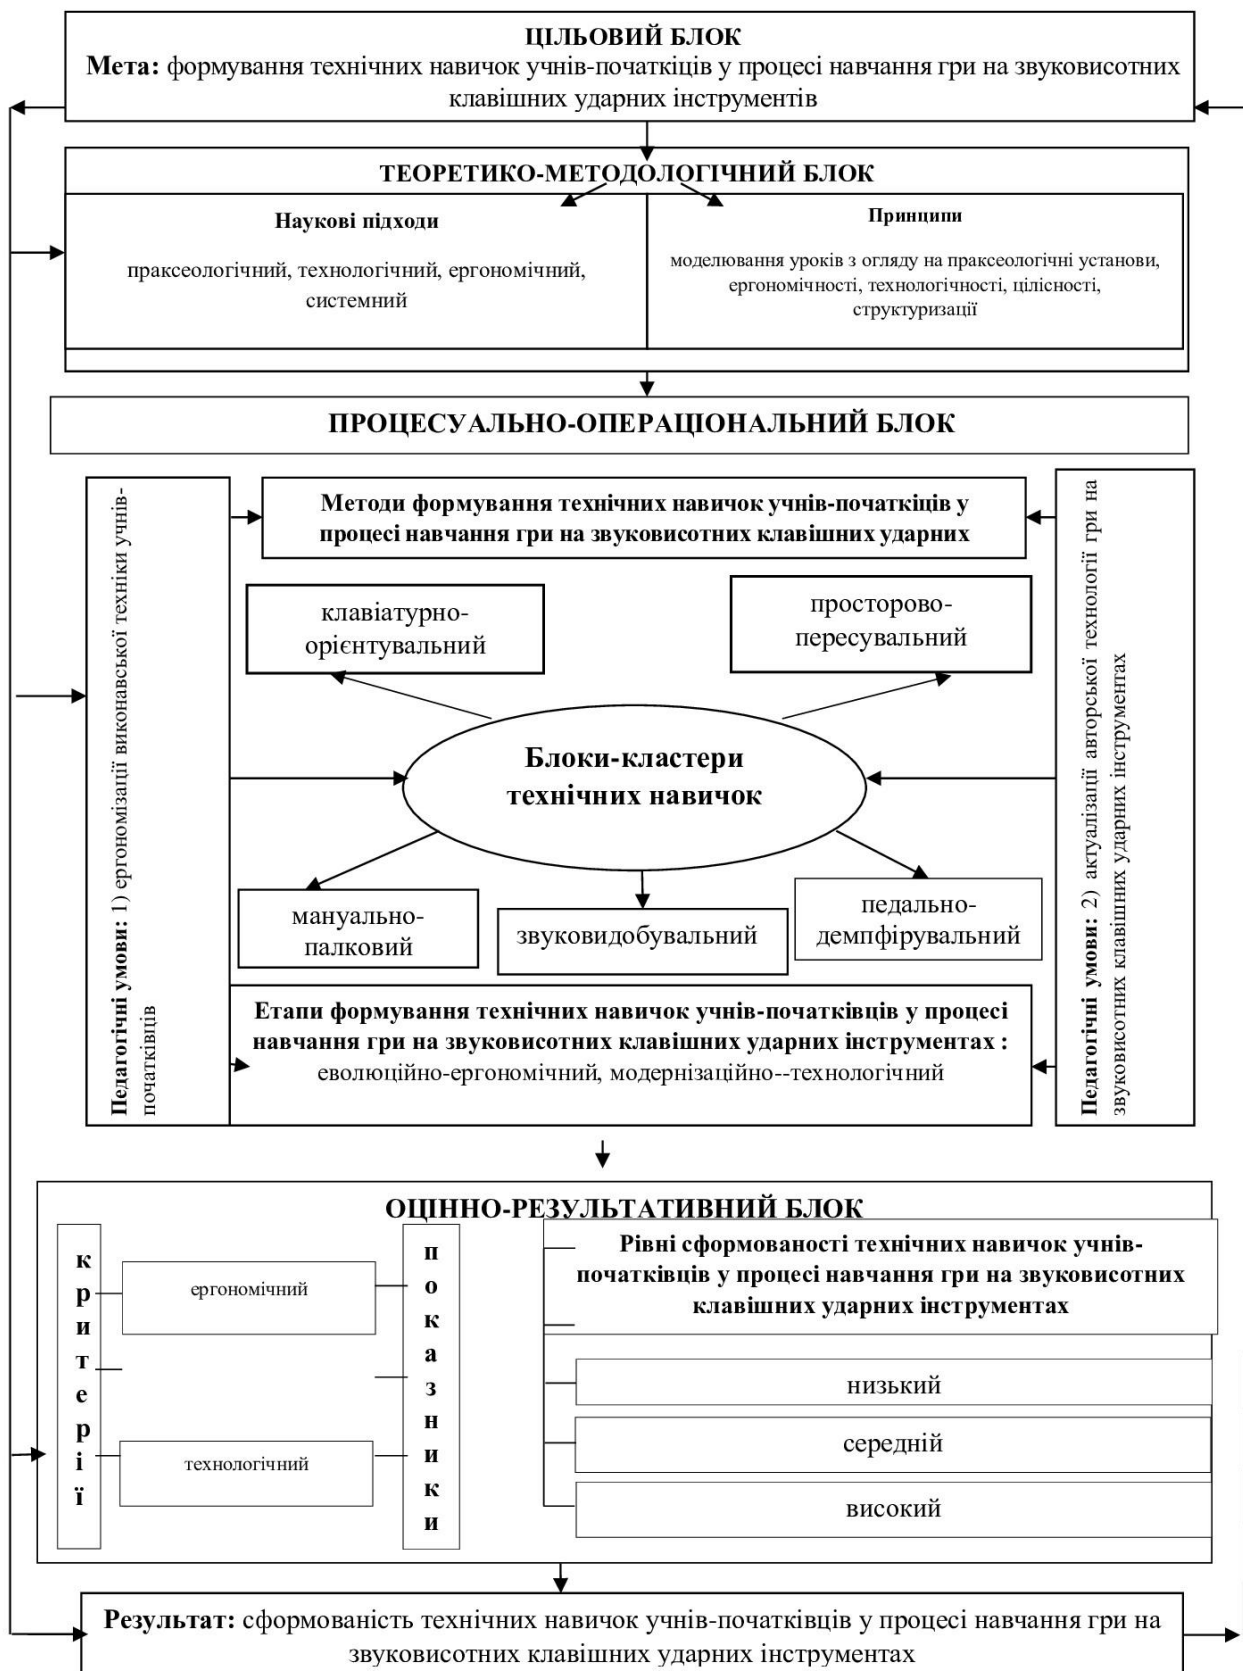 ЦІЛЬОВИЙ БЛОК
Мета: формування технічних навичок учнів-початкіців у процесі навчання гри на звуковисотних
клавішних ударних інструментів
ТЕОРЕТИКО-МЕТОДОЛОГІЧНИЙ БЛОК
Наукові підходи
праксеологічний, технологічний, ергономічний,
системний
Принципи
моделювання уроків з огляду на праксеологічні установи,
ергономічності, технологічності, цілісності,
структуризації
ПРОЦЕСУАЛЬНО-ОПЕРАЦІОНАЛЬНИЙ БЛОК
Педагогічні умови: 1) ергономізації виконавської техніки учнів-
початківців
Методи формування технічних навичок учнів-початкіців у
процесі навчання гри на звуковисотних клавішних ударних
клавіатурно-
орієнтувальний
просторово-
пересувальний
Блоки-кластери
технічних навичок
мануально-
палковий
звуковидобувальний
педально-
демпфірувальний
Етапи формування технічних навичок учнів-початківців у процесі
навчання гри на звуковисотних клавішних ударних інструментах :
еволюційно-ергономічний, модернізаційно--технологічний
Педагогічні умови: 2) актуалізації авторської технології гри на
звуковисотних клавішних ударних інструментах
ОЦІННО-РЕЗУЛЬТАТИВНИЙ БЛОК
критерії
ергономічний
технологічний
показники
Рівні сформованості технічних навичок учнів-
початківців у процесі навчання гри на звуковисотних
клавішних ударних інструментах
низький
середній
високий
Результат: сформованість технічних навичок учнів-початківців у процесі навчання гри на
звуковисотних клавішних ударних інструментах